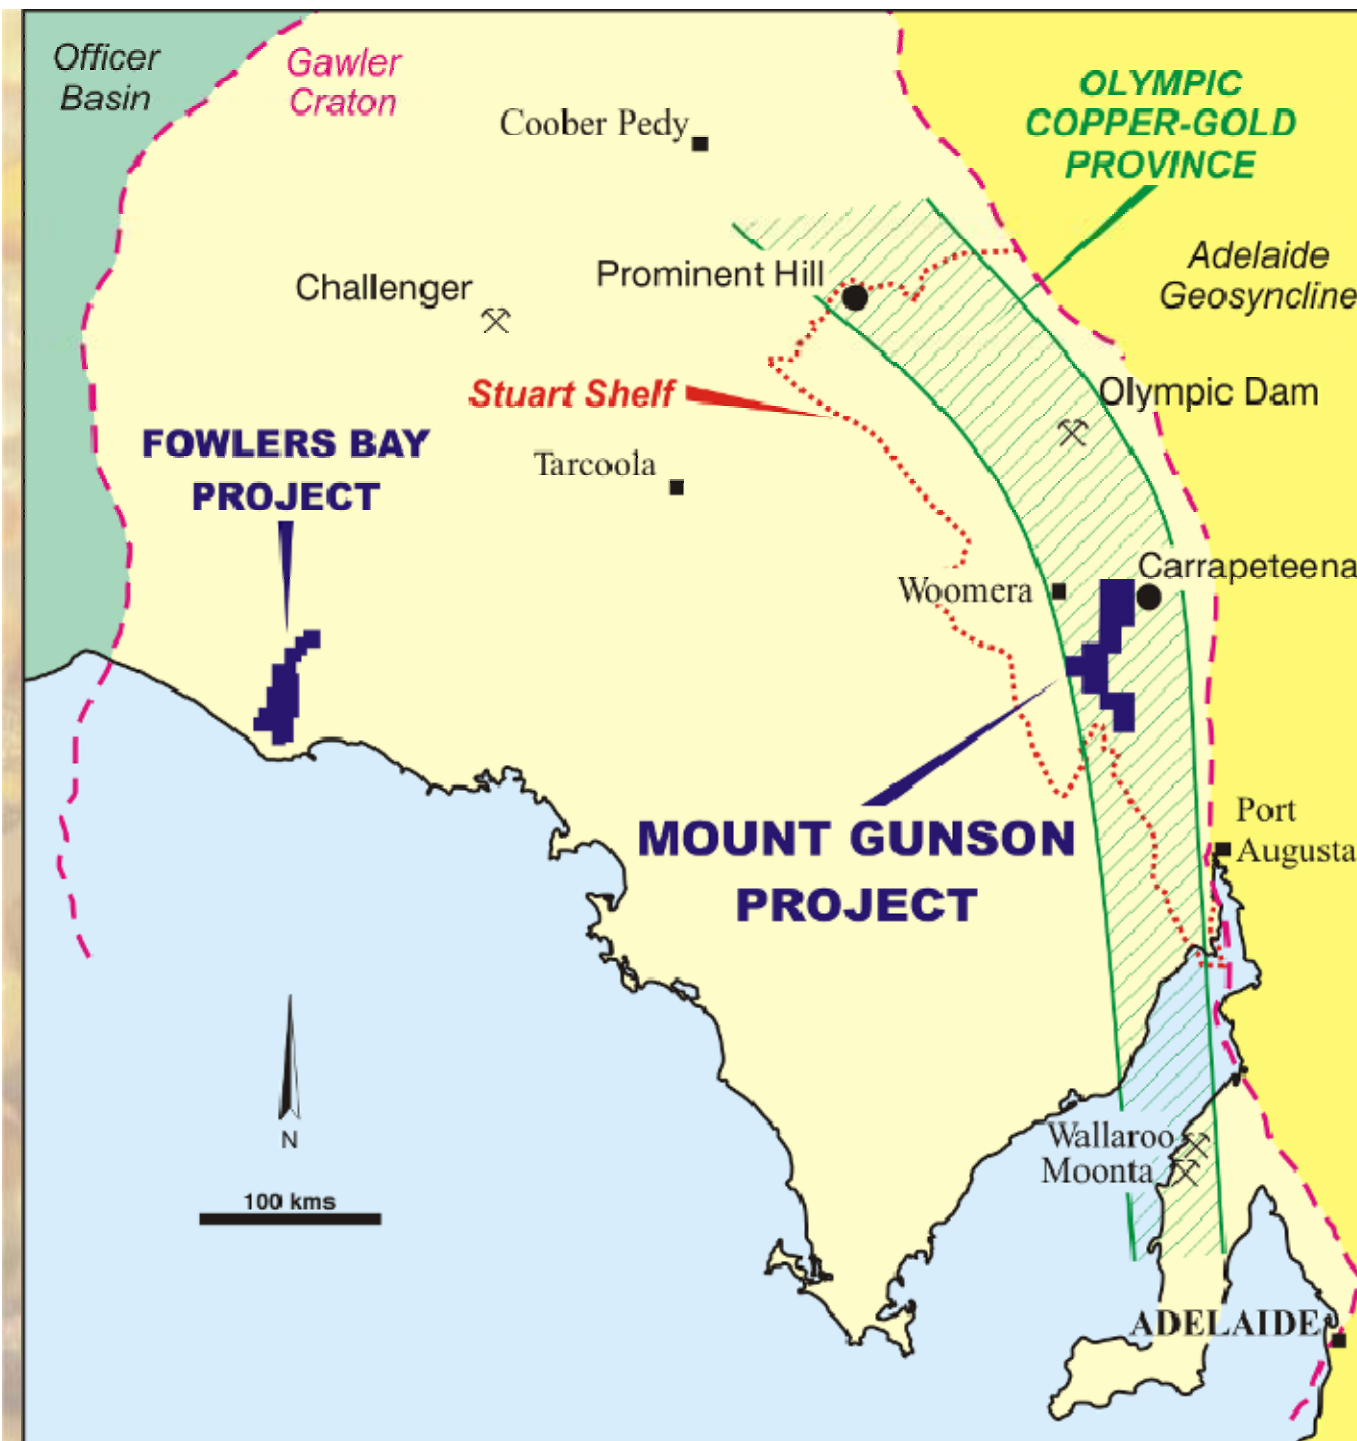 Officer
Basin
Gawler
Craton
Coober Pedy
OLYMPIC
COPPER-GOLD
PROVINCE
Adelaide
Geosyncline
Challenger
Prominent Hill
Stuart Shelf
Olympic Dam
FOWLERS BAY
PROJECT
Tarcoola
Woomera
Carrapeteena
MOUNT GUNSON
PROJECT
Port
Augusta
N
100 kms
Wallaroo
Moonta
ADELAIDE